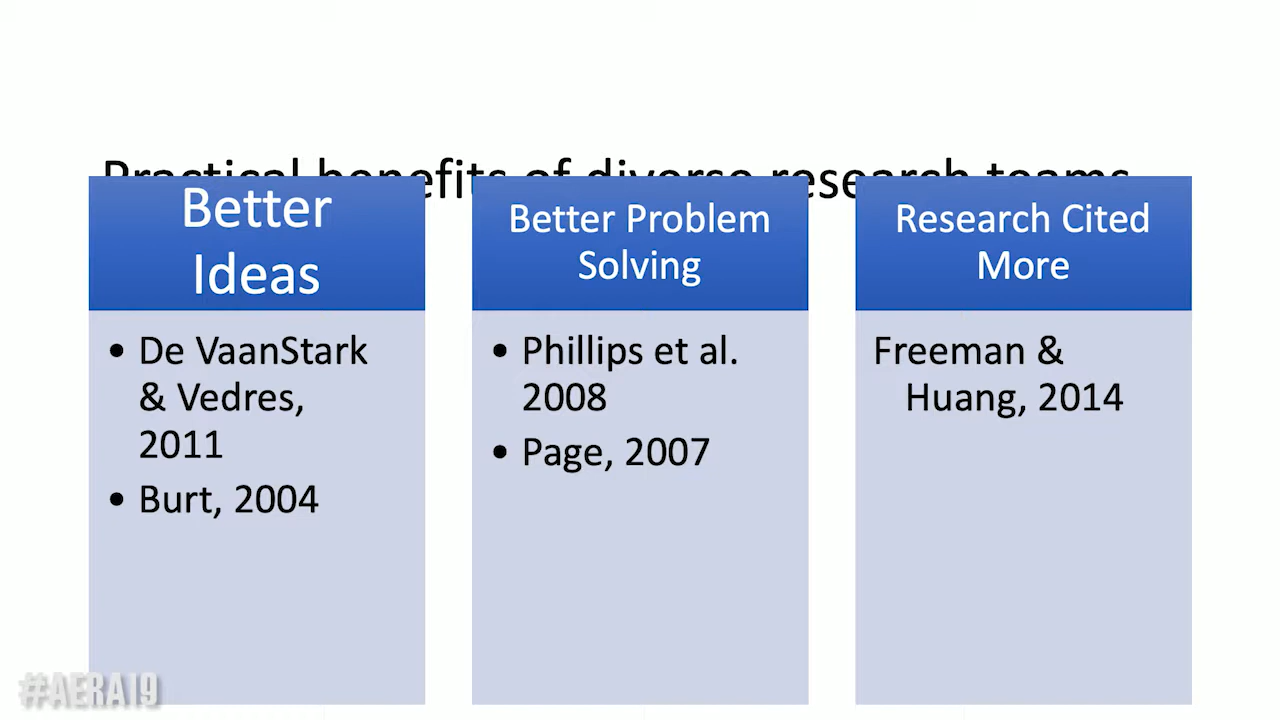 Practical benefits of diverse research teams
Better
Ideas
• De VaanStark
& Vedres,
2011
• Burt, 2004
Better Problem
Solving
• Phillips et al.
2008
• Page, 2007
Research Cited
More
Freeman &
Huang, 2014
#AERA19